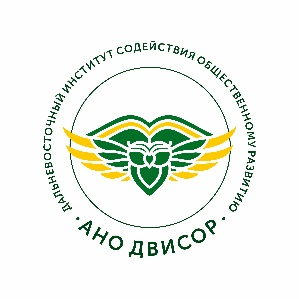 ДАЛЬНЕВОСТОЧНЫЙ ИНСТИТУТ СОДЕЙСТВИЯ ОБЩЕСТВЕННОМУ РАЗВИТИЮ
· АНО ДВИСОР ·